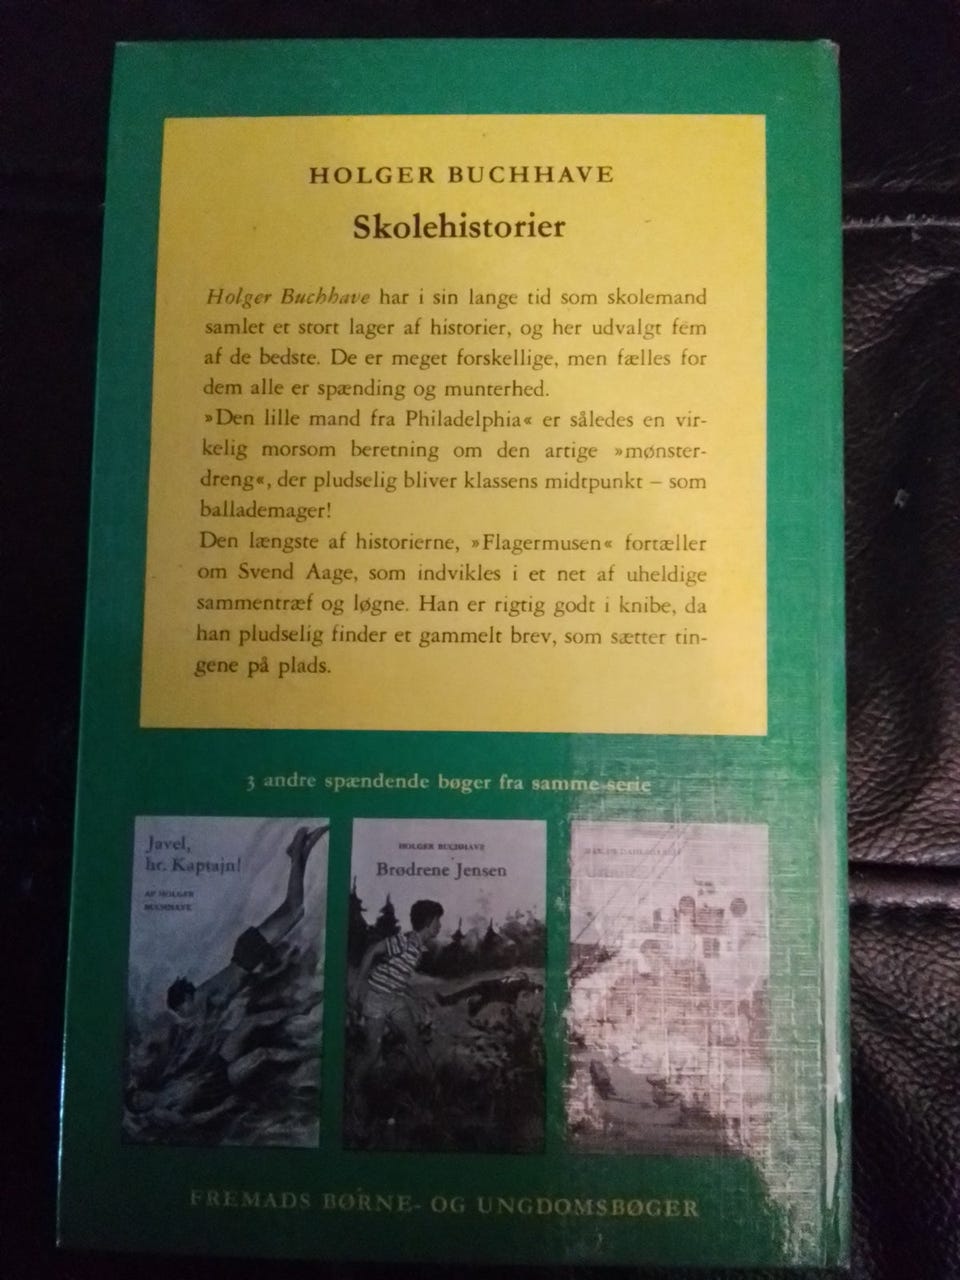 HOLGER BUCHHAVE
Skolehistorier
Holger Buchhave har i sin lange tid som skolemand
samlet et stort lager af historier, og her udvalgt fem
af de bedste. De er meget forskellige, men fælles for
dem alle er spænding og munterhed.
»Den lille mand fra Philadelphia« er således en vir-
kelig morsom beretning om den artige »mønster-
dreng«, der pludselig bliver klassens midtpunkt – som
ballademager!
Den længste af historierne, »Flagermusen« fortæller
om Svend Aage, som indvikles i et net af uheldige
sammentræf og løgne. Han er rigtig godt i knibe, da
han pludselig finder et gammelt brev, som sætter tin-
gene på plads.
3 andre spændende bøger fra samme serie
Javel,
hr. Kaptajn!
AF HOLGER
BUCHHAVE
HOLGER BUCHHAVE
Brødrene Jensen
FREMADS BØRNE- OG UNGDOMSBØGER